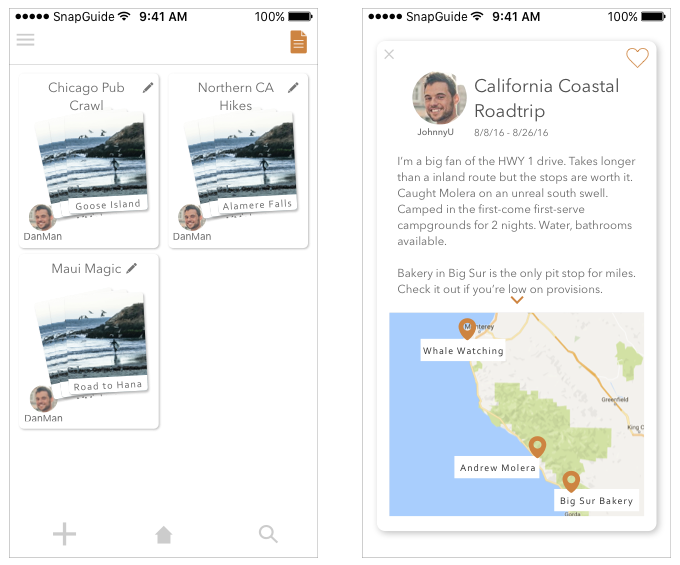 ●●●●● SnapGuide 9:41 AM 100%
Chicago Pub
Crawl
Goose Island
DanMan
Northern CA
Hikes
Alamere Falls
DanMan
Maui Magic
Road to Hana
DanMan
●●●●● SnapGuide 9:41 AM 100%
California Coastal
Roadtrip
JohnnyU
8/8/16 - 8/26/16
I'm a big fan of the HWY 1 drive. Takes longer
than a inland route but the stops are worth it.
Caught Molera on an unreal south swell.
Camped in the first-come first-serve
campgrounds for 2 nights. Water, bathrooms
available.
Bakery in Big Sur is the only pit stop for miles.
Check it out if you're low on provisions.
Whale Watching
Greenfield
Andrew Molera
Big Sur Bakery
Gorda